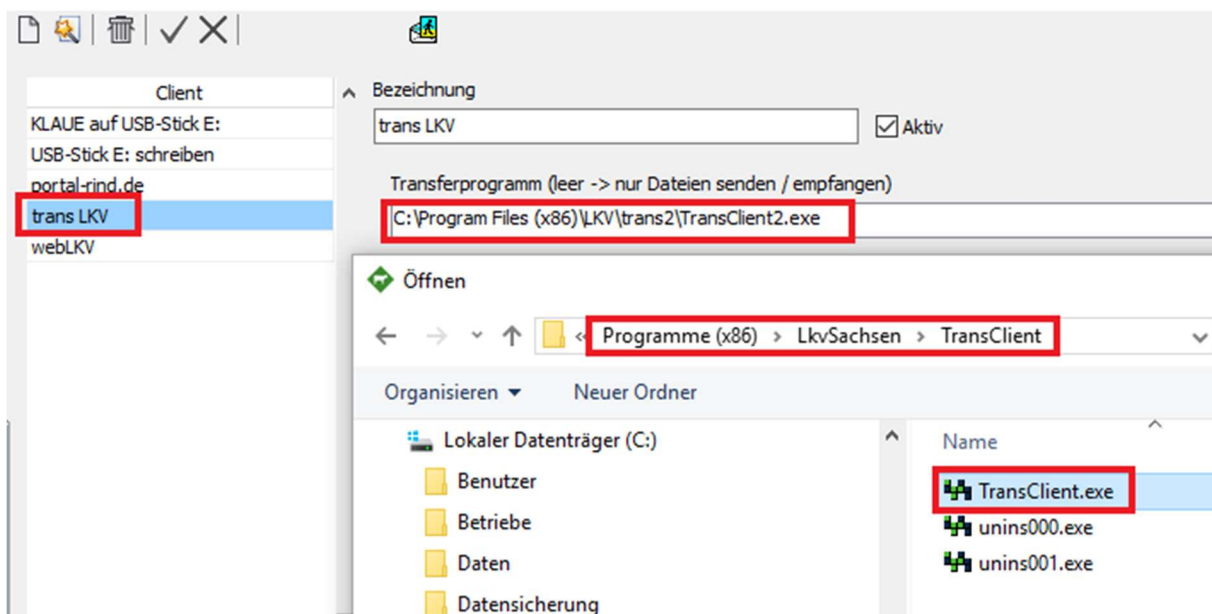 Client
KLAUE auf USB-Stick E:
USB-Stick E: schreiben
portal-rind.de
trans LKV
webLKV
Bezeichnung
trans LKV
Aktiv
Transferprogramm (leer -> nur Dateien senden / empfangen)
C:\Program Files (x86)\LKV\trans2\TransClient2.exe
Öffnen
« Programme (x86) > LkvSachsen > TransClient
Organisieren Neuer Ordner
Lokaler Datenträger (C:)
Benutzer
Betriebe
Daten
Datensicherung
Name
TransClient.exe
unins000.exe
unins001.exe